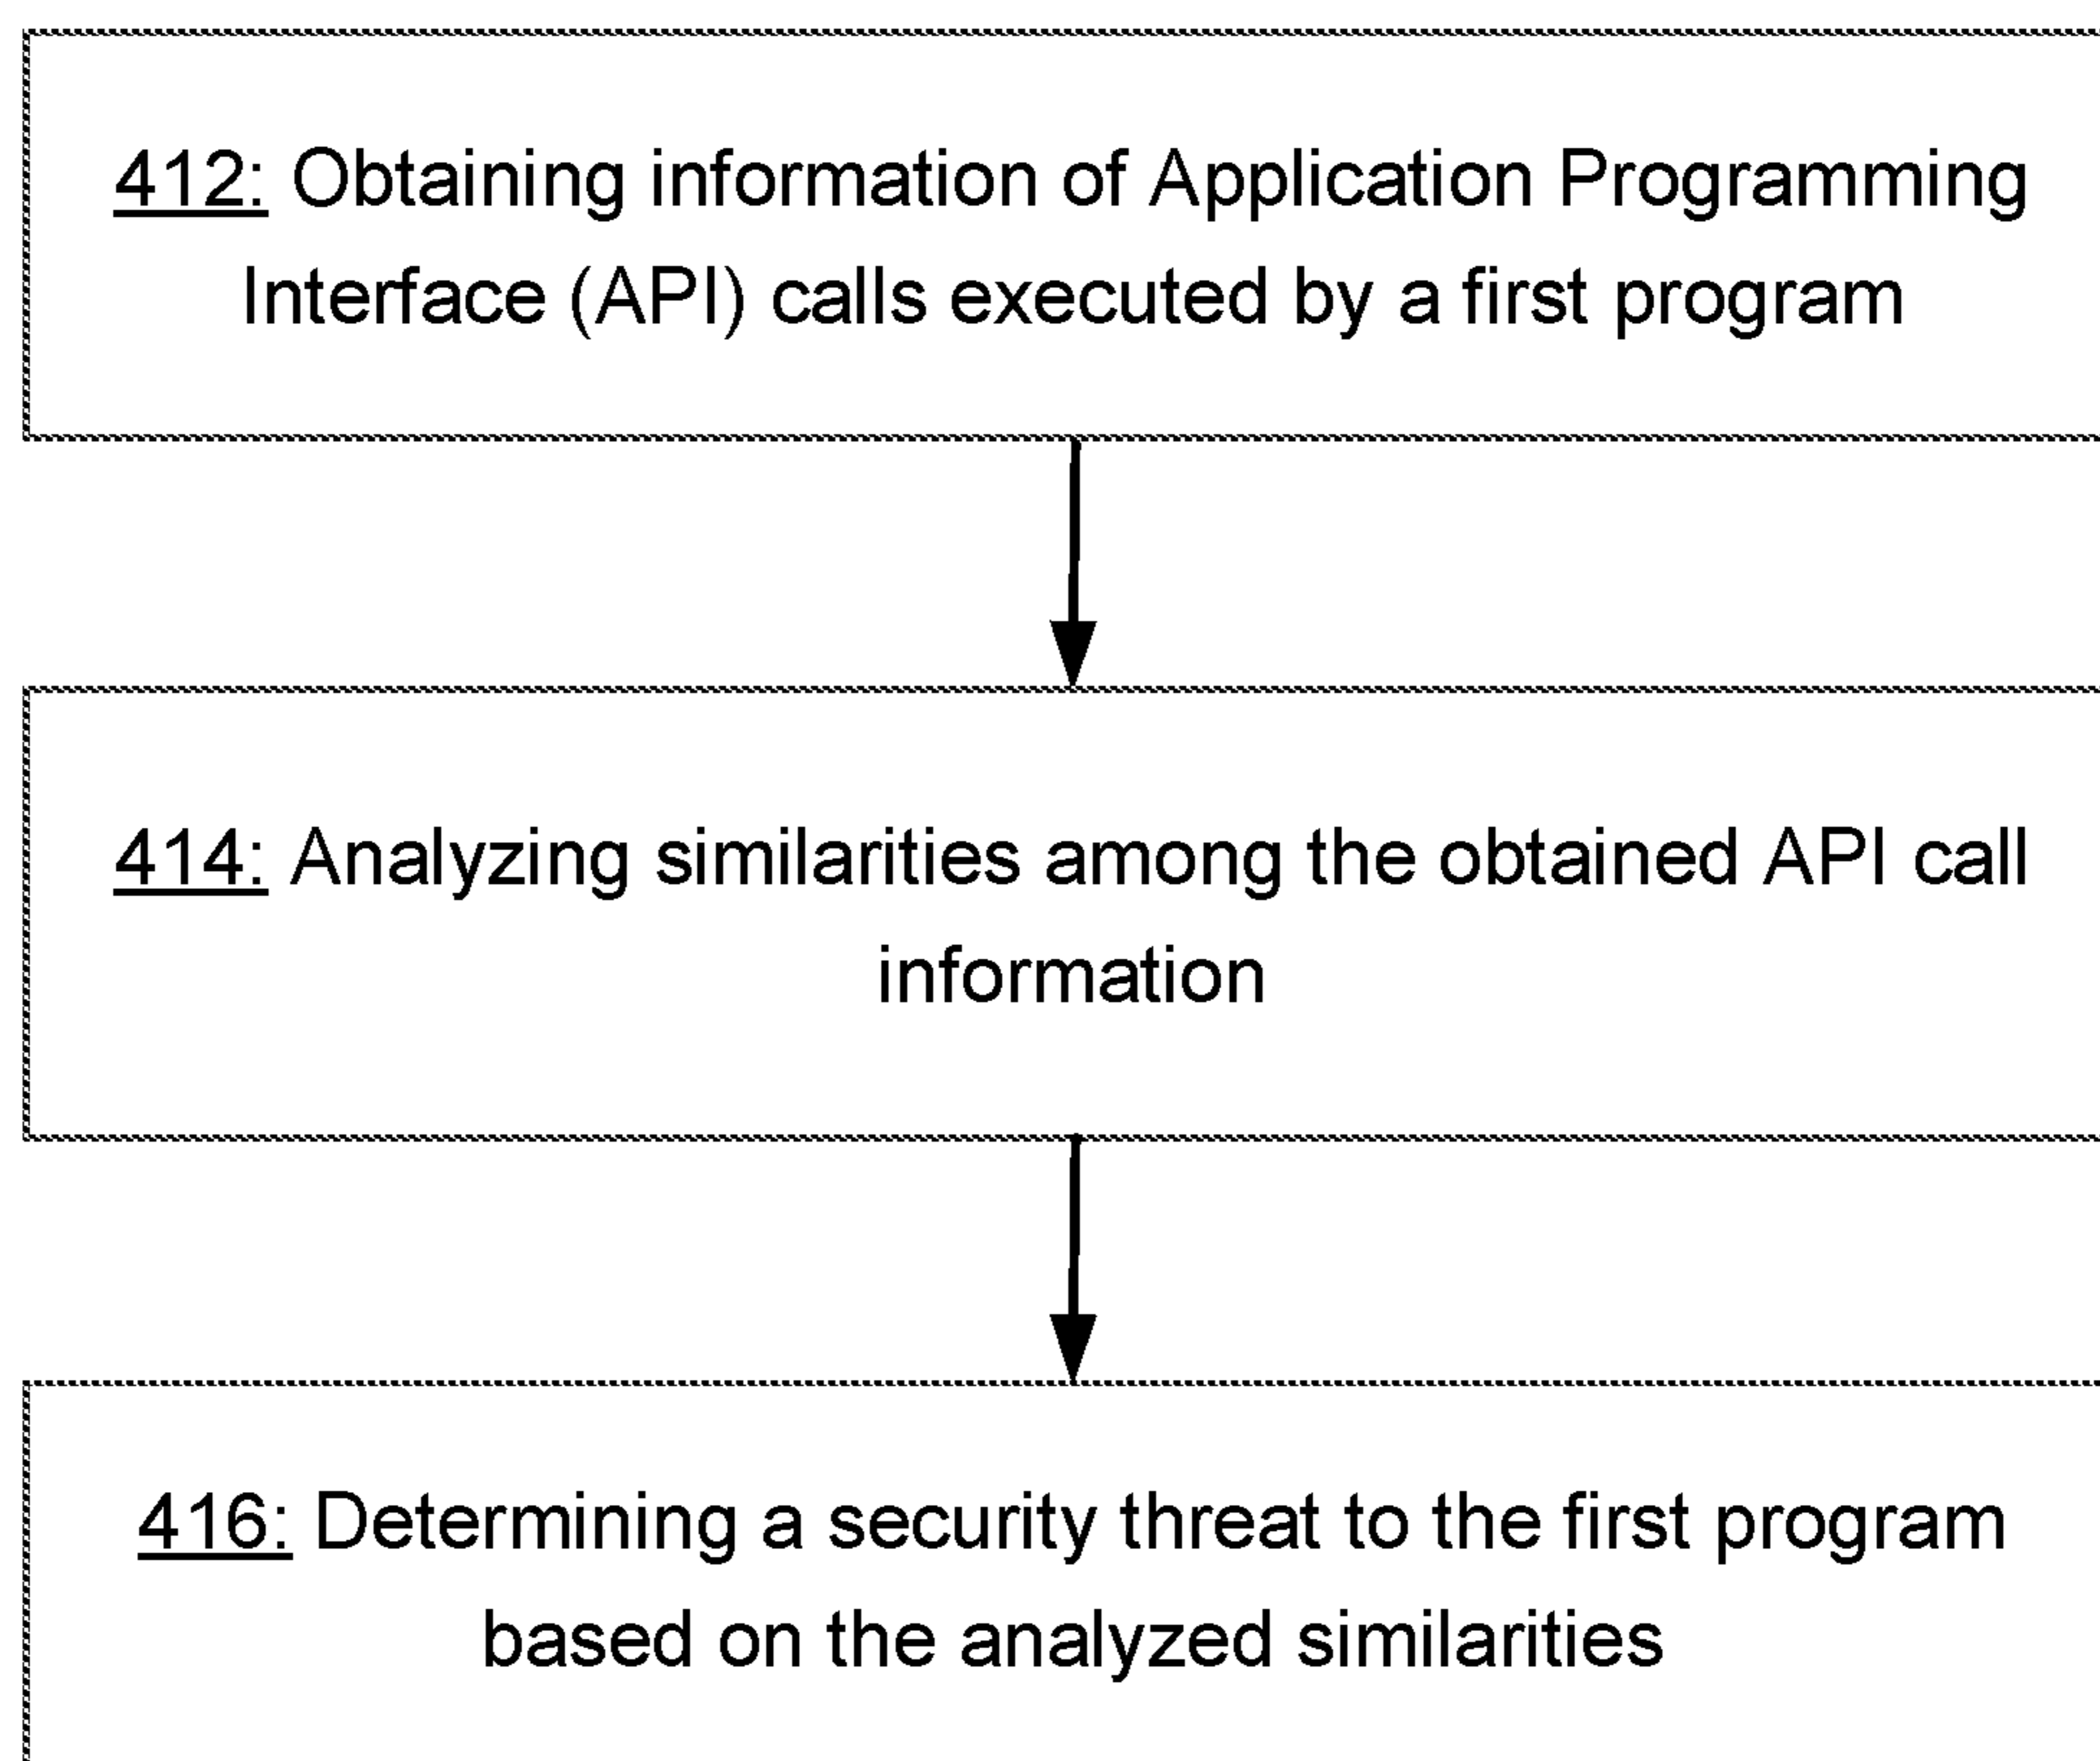 412: Obtaining information of Application Programming
Interface (API) calls executed by a first program
414: Analyzing similarities among the obtained API call
information
416: Determining a security threat to the first program
based on the analyzed similarities